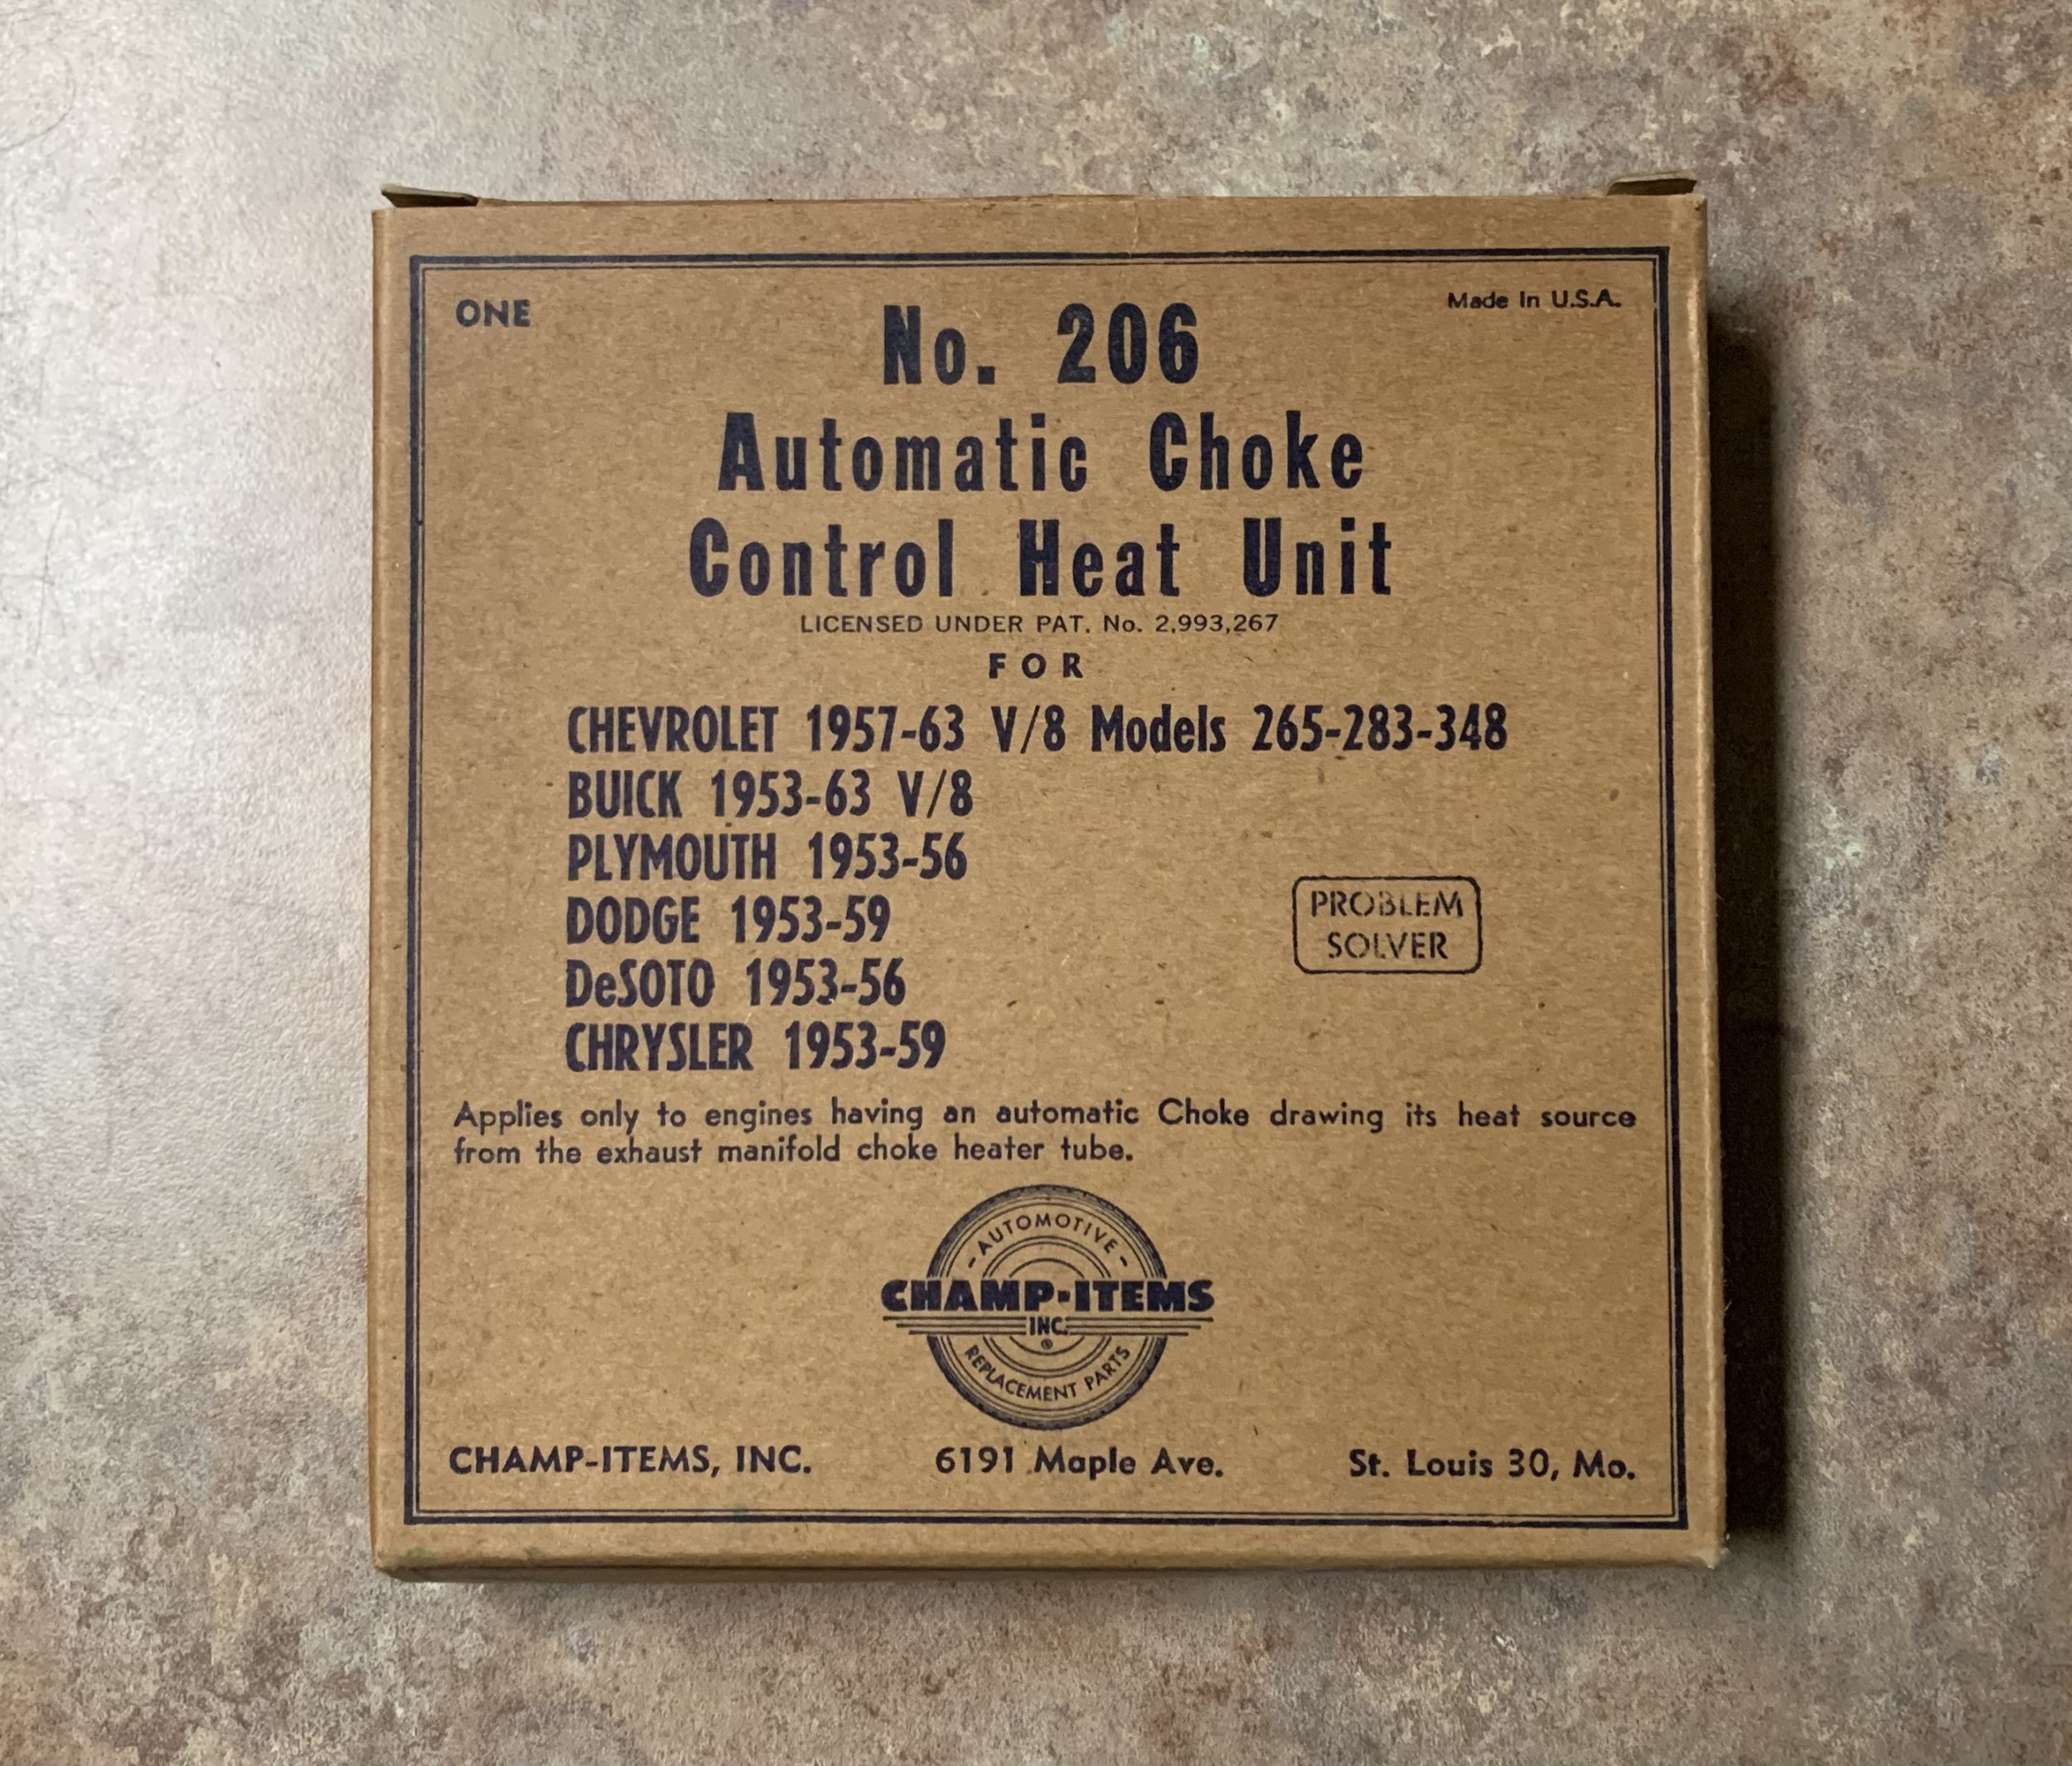 ONE
Made In U.S.A.
No. 206
Automatic Choke
Control Heat Unit
LICENSED UNDER PAT. No. 2,993,267
FOR
CHEVROLET 1957-63 V/8 Models 265-283-348
BUICK 1953-63 V/8
PLYMOUTH 1953-56
DODGE 1953-59
DeSOTO 1953-56
CHRYSLER 1953-59
PROBLEM
SOLVER
Applies only to engines having an automatic Choke drawing its heat source
from the exhaust manifold choke heater tube.
- AUTOMOTIVE -
CHAMP-ITEMS
INC.
®
REPLACEMENT PARTS
CHAMP-ITEMS, INC. 6191 Maple Ave. St. Louis 30, Mo.